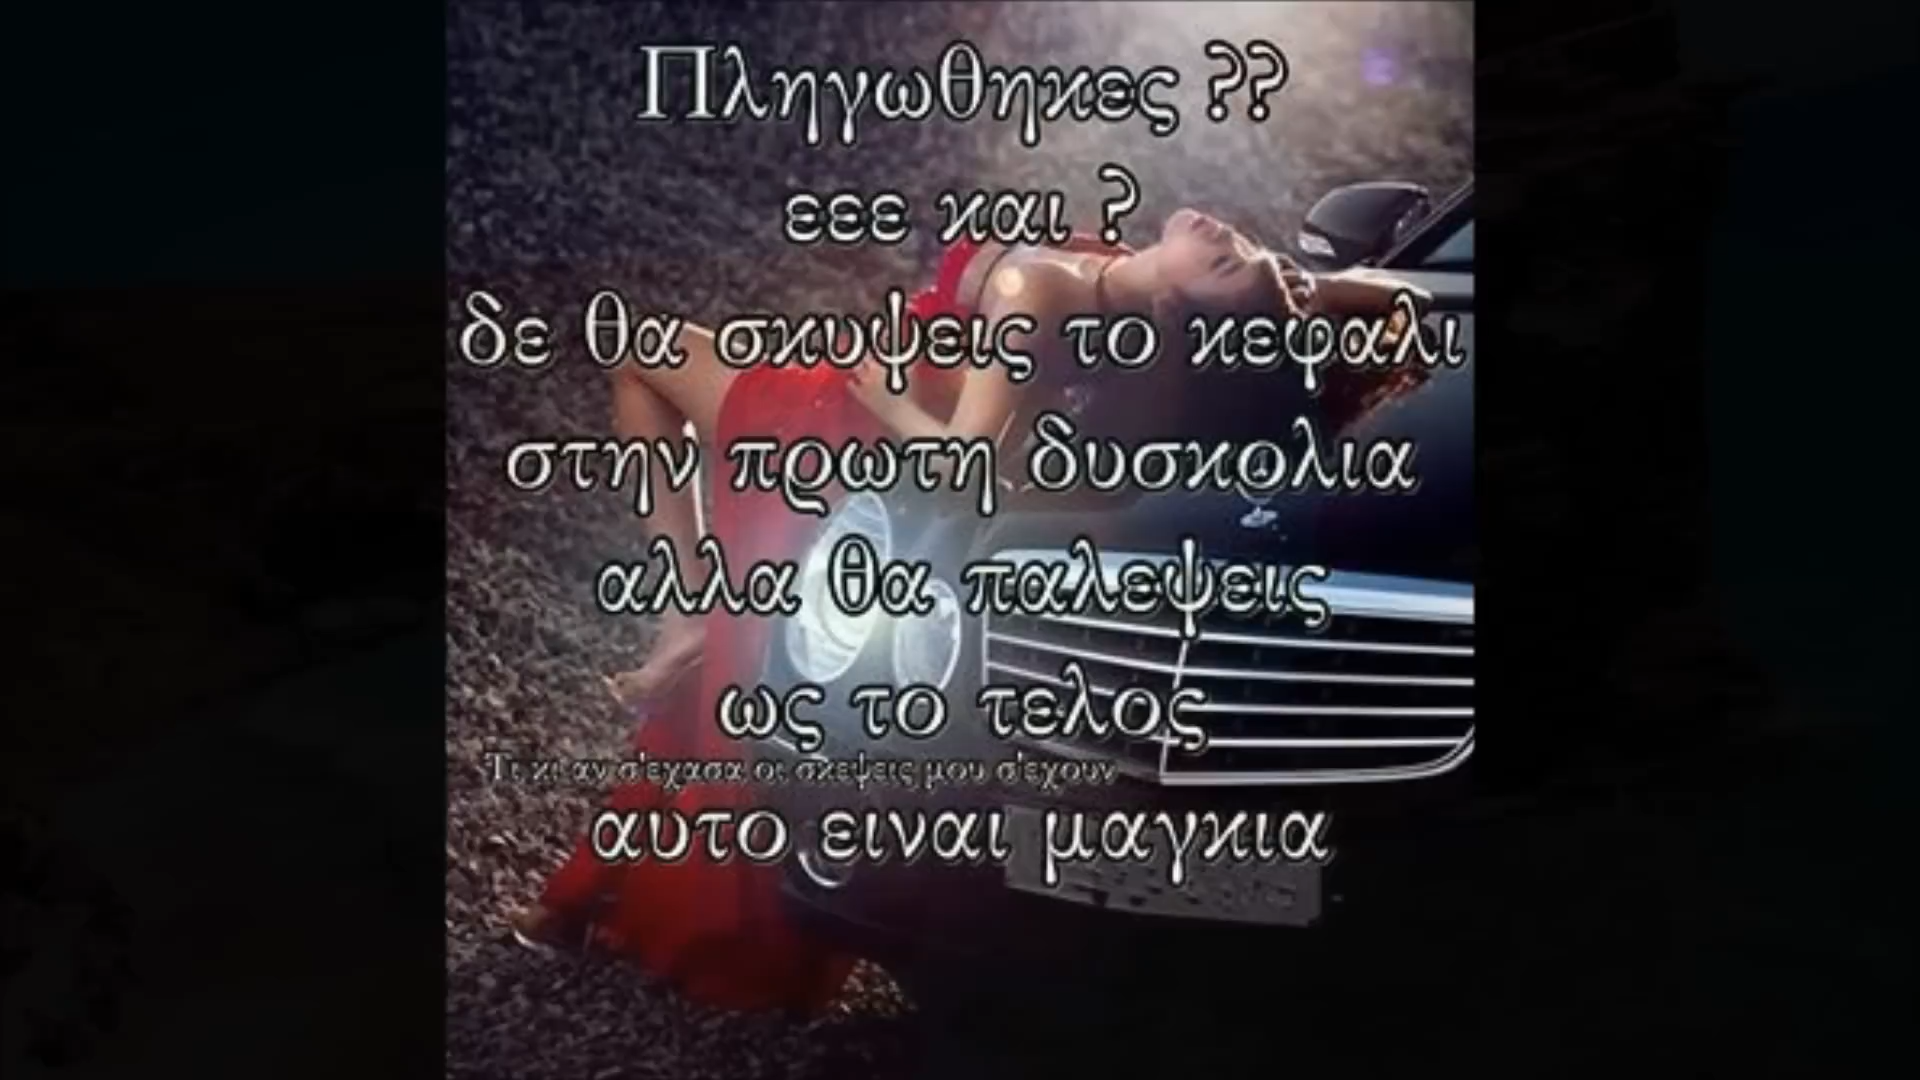 Πληγωθηκες ??
εεε και ?
δε θα σκυψεις το κεφαλι
στην πρωτη δυσκολια
αλλα θα παλεψεις
ως το τελος
Τι κι αν σ'εχασα οι σκεψεις μου σ'εχουν
αυτο ειναι μαγκια